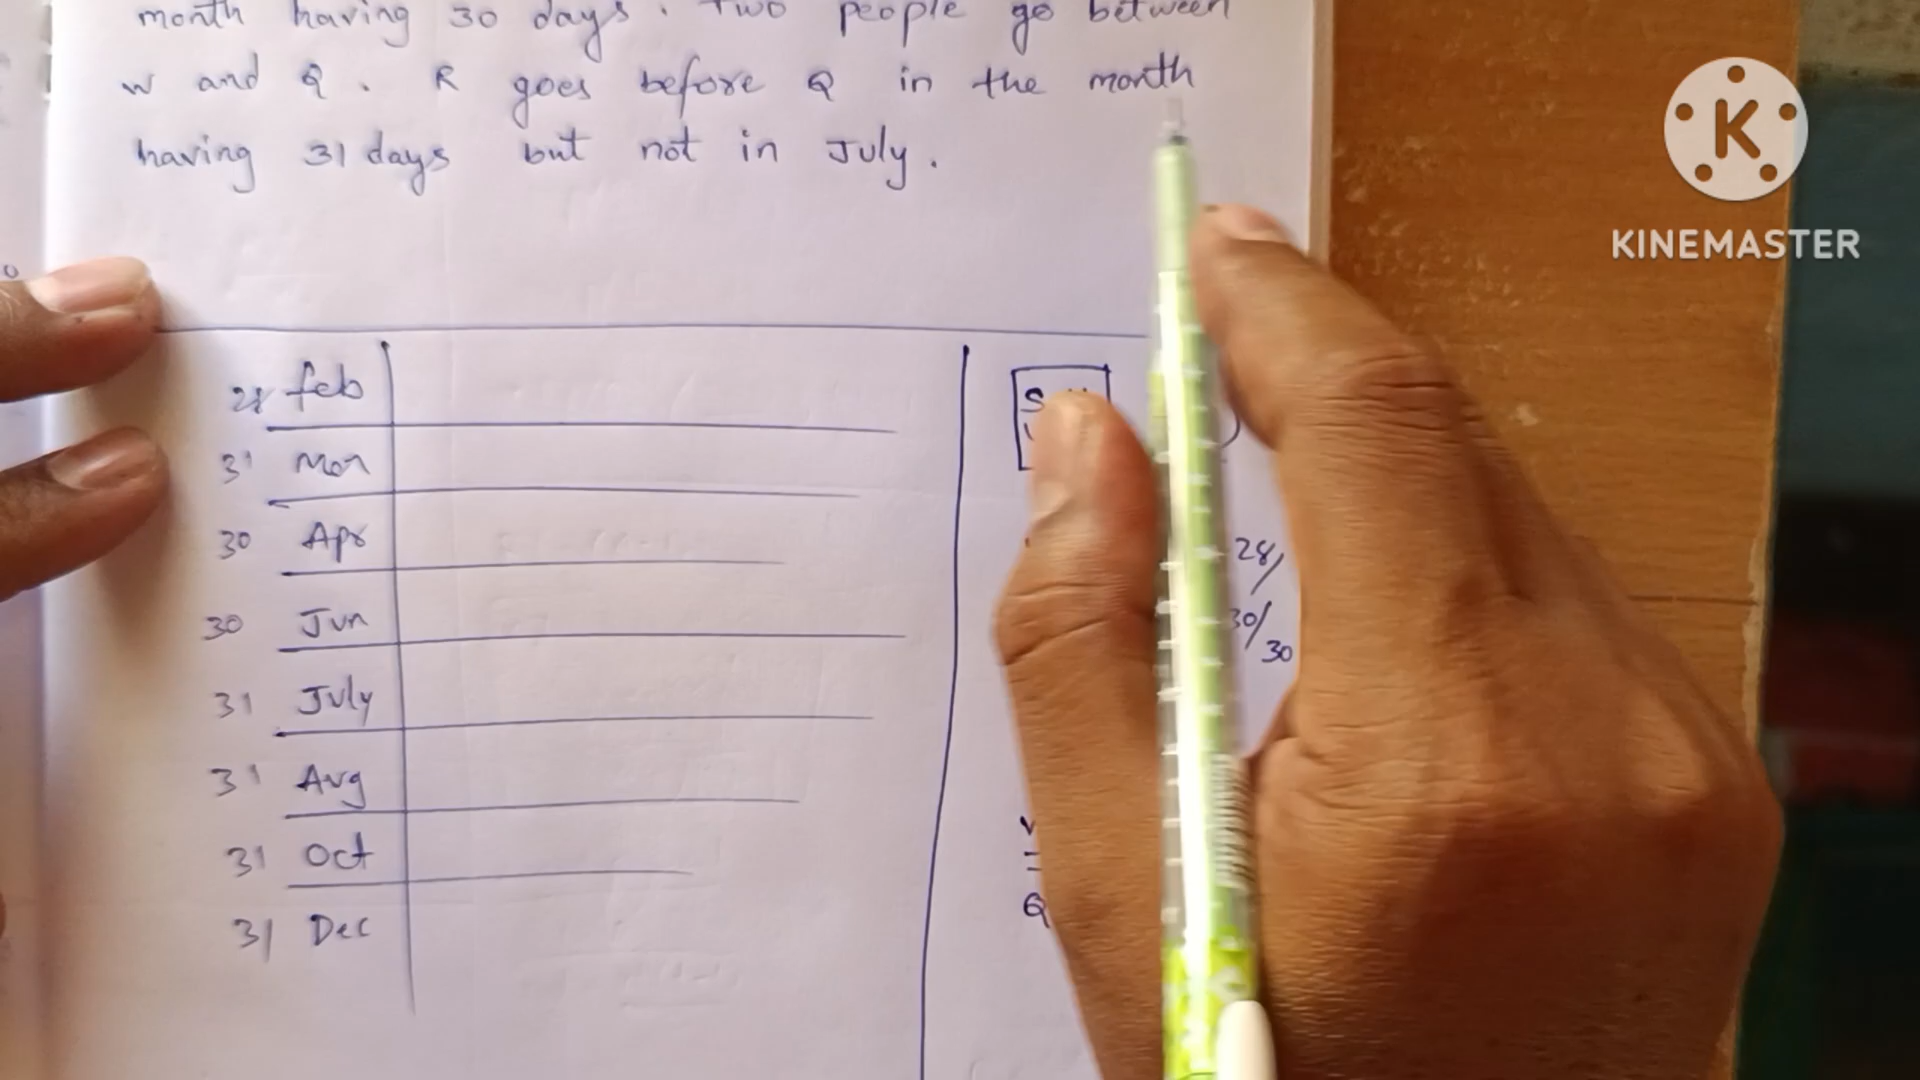 month having 30 days. Two people go between
W and Q. R goes before Q in the month
having 31 days but not in July.
K
KINEMASTER
28 feb
31 Mar
30 Apr
30 Jun
31 July
31 Aug
31 Oct
31 Dec
S
28/
30/
30
Q